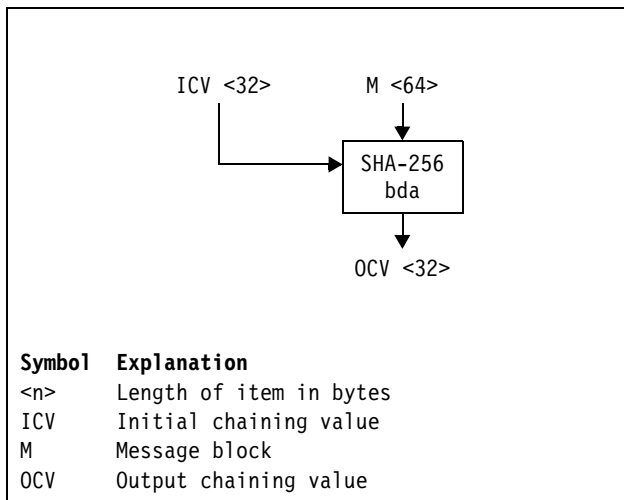 ICV <32> M <64>
SHA-256
bda
OCV <32>
Symbol Explanation
<n> Length of item in bytes
ICV Initial chaining value
M Message block
OCV Output chaining value